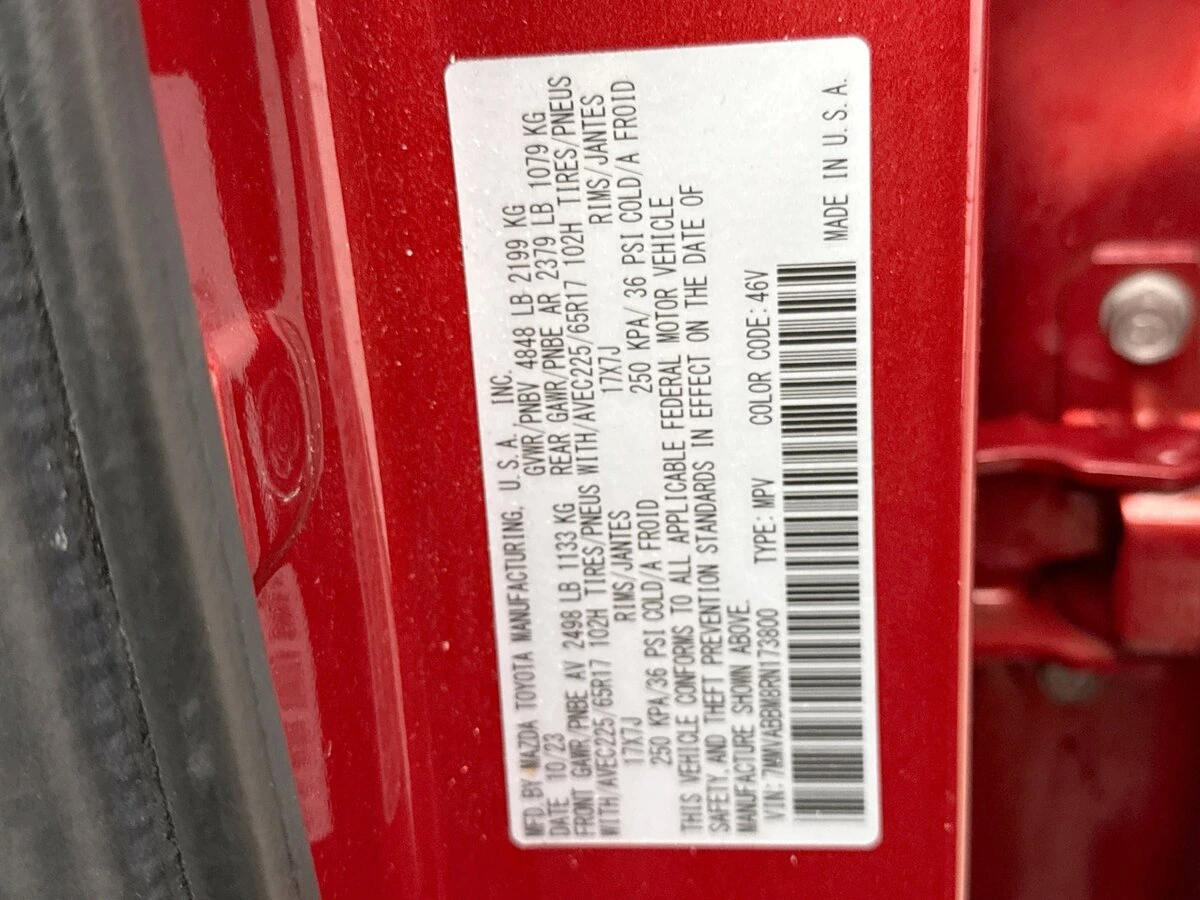 MFD. BY MAZDA TOYOTA MANUFACTURING, U.S.A. INC.
DATE 10/23 GVWR/PNBV 4848 LB 2199 KG
FRONT GAWR/PNBE AV 2498 LB 1133 KG REAR GAWR/PNBE AR 2379 LB 1079 KG
WITH/AVEC225/65R17 102H TIRES/PNEUS WITH/AVEC225/65R17 102H TIRES/PNEUS
17X7J RIMS/JANTES 17X7J RIMS/JANTES
250 KPA/36 PSI COLD/A FROID 250 KPA/ 36 PSI COLD/A FROID
THIS VEHICLE CONFORMS TO ALL APPLICABLE FEDERAL MOTOR VEHICLE
SAFETY, AND THEFT PREVENTION STANDARDS IN EFFECT ON THE DATE OF
MANUFACTURE SHOWN ABOVE.
VIN: 7MMVABBM8RN173800 TYPE: MPV COLOR CODE: 46V
MADE IN U.S.A.